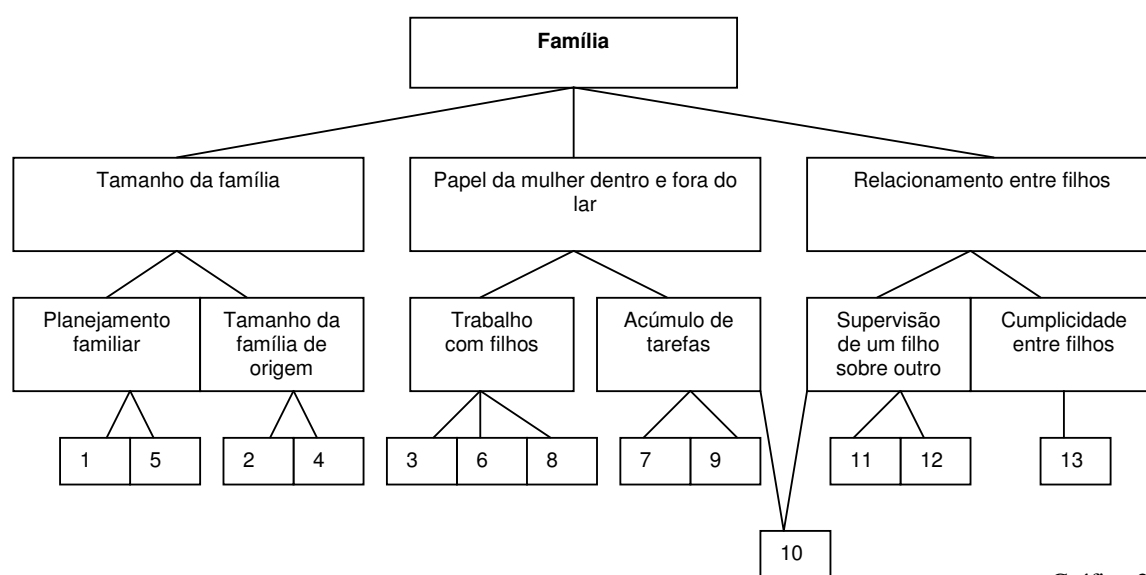 Família
Tamanho da família
Papel da mulher dentro e fora do
lar
Relacionamento entre filhos
Planejamento
familiar
Tamanho da
família de
origem
Trabalho
com filhos
Acúmulo de
tarefas
Supervisão
de um filho
sobre outro
Cumplicidade
entre filhos
1
5
2
4
3
6
8
7
9
11
12
13
10